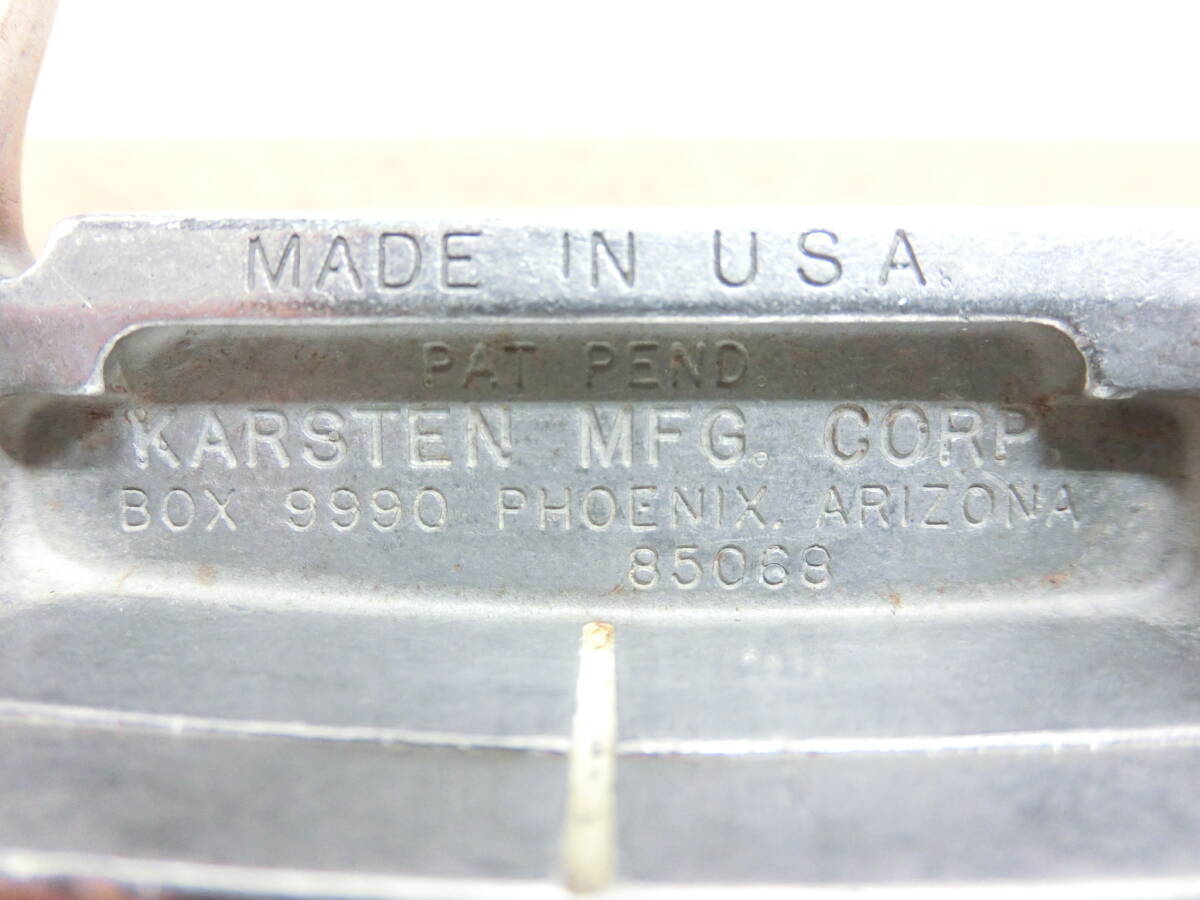 MADE IN U.S.A.
PAT PEND.
KARSTEN MFG. CORP.
BOX 9990 PHOENIX, ARIZONA
85068